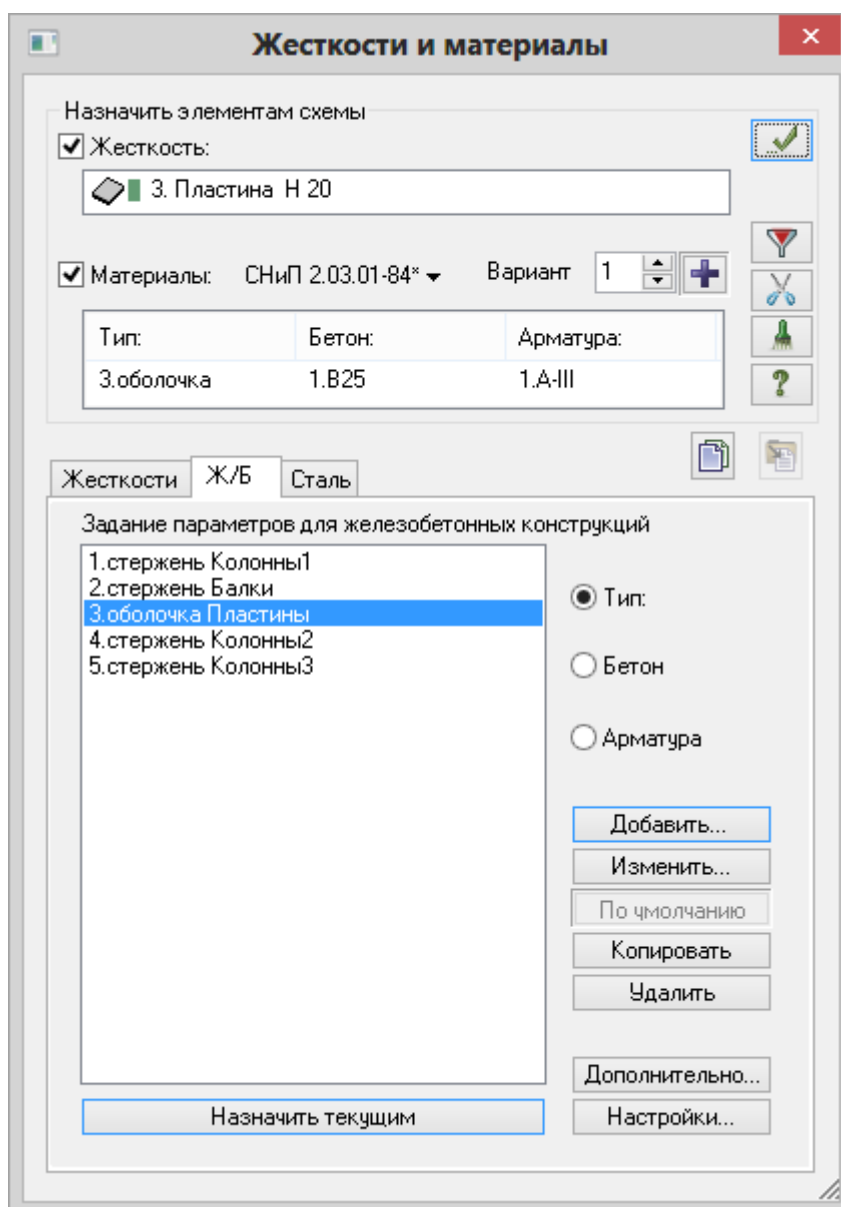 Жесткости и материалы
Назначить элементам схемы
Жесткость:
3. Пластина Н 20
Материалы: СНиП 2.03.01-84* Вариант 1
Тип: Бетон: Арматура:
3.оболочка 1.В25 1.А-III
Жесткости Ж/Б Сталь
Задание параметров для железобетонных конструкций
1.стержень Колонны1
2.стержень Балки
3.оболочка Пластины
4.стержень Колонны2
5.стержень Колонны3
Тип:
Бетон
Арматура
Добавить...
Изменить...
По умолчанию
Копировать
Удалить
Дополнительно...
Назначить текущим
Настройки...